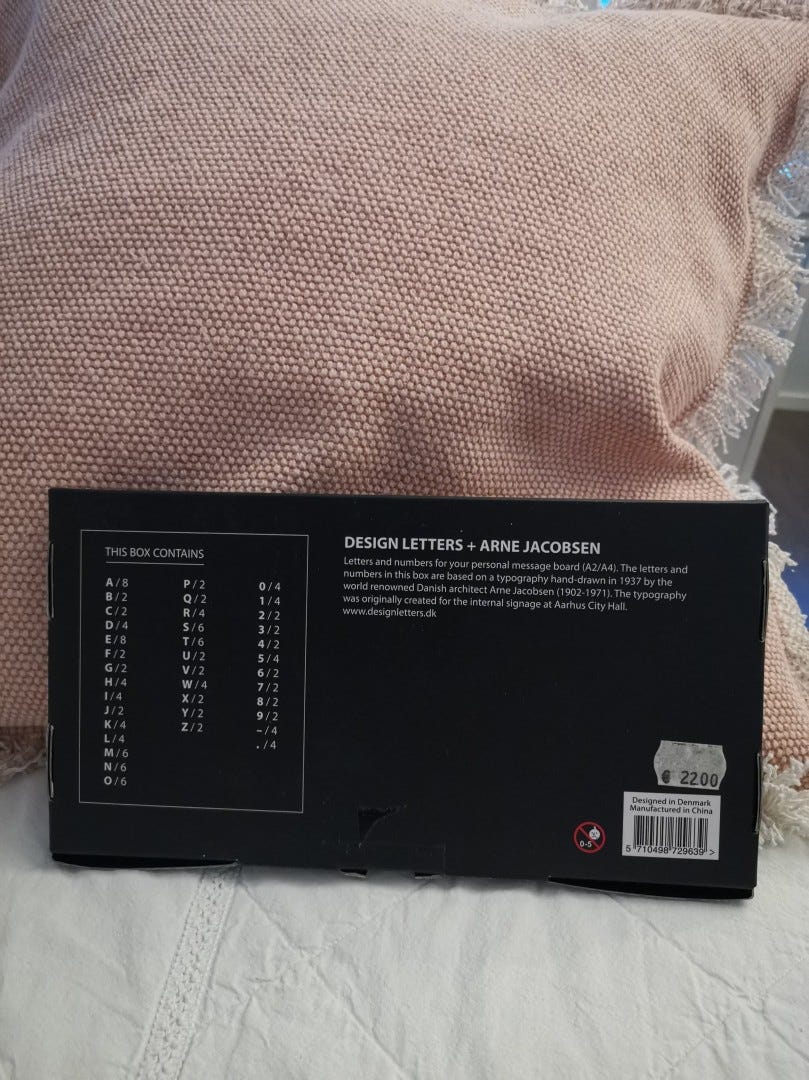 THIS BOX CONTAINS
A / 8
B / 2
C / 2
D / 4
E / 8
F / 2
G / 2
H / 4
I / 4
J / 2
K / 4
L / 4
M / 6
N / 6
O / 6
P / 2
Q / 2
R / 4
S / 6
T / 6
U / 2
V / 2
W / 4
X / 2
Y / 2
Z / 2
0 / 4
1 / 4
2 / 2
3 / 2
4 / 2
5 / 4
6 / 2
7 / 2
8 / 2
9 / 2
– / 4
. / 4
DESIGN LETTERS + ARNE JACOBSEN
Letters and numbers for your personal message board (A2/A4). The letters and
numbers in this box are based on a typography hand-drawn in 1937 by the
world renowned Danish architect Arne Jacobsen (1902-1971). The typography
was originally created for the internal signage at Aarhus City Hall.
www.designletters.dk
€ 2200
Designed in Denmark
Manufactured in China
0-5
5 710498 729639 >